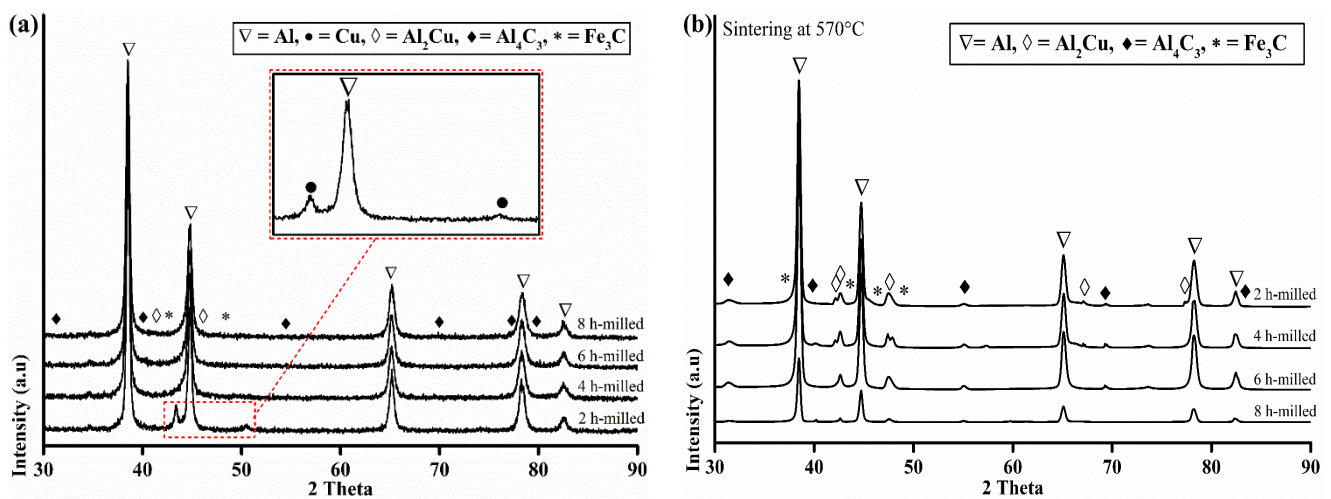 (a)
▽ = Al, ● = Cu, ◊ = Al2Cu, ♦ = Al4C3, * = Fe3C
8 h-milled
6 h-milled
4 h-milled
2 h-milled
Intensity (a.u)
30 40 50 60 70 80 90
2 Theta
(b)
Sintering at 570°C
▽= Al, ◊ = Al2Cu, ♦ = Al4C3, * = Fe3C
2 h-milled
4 h-milled
6 h-milled
8 h-milled
Intensity (a.u)
30 40 50 60 70 80 90
2 Theta